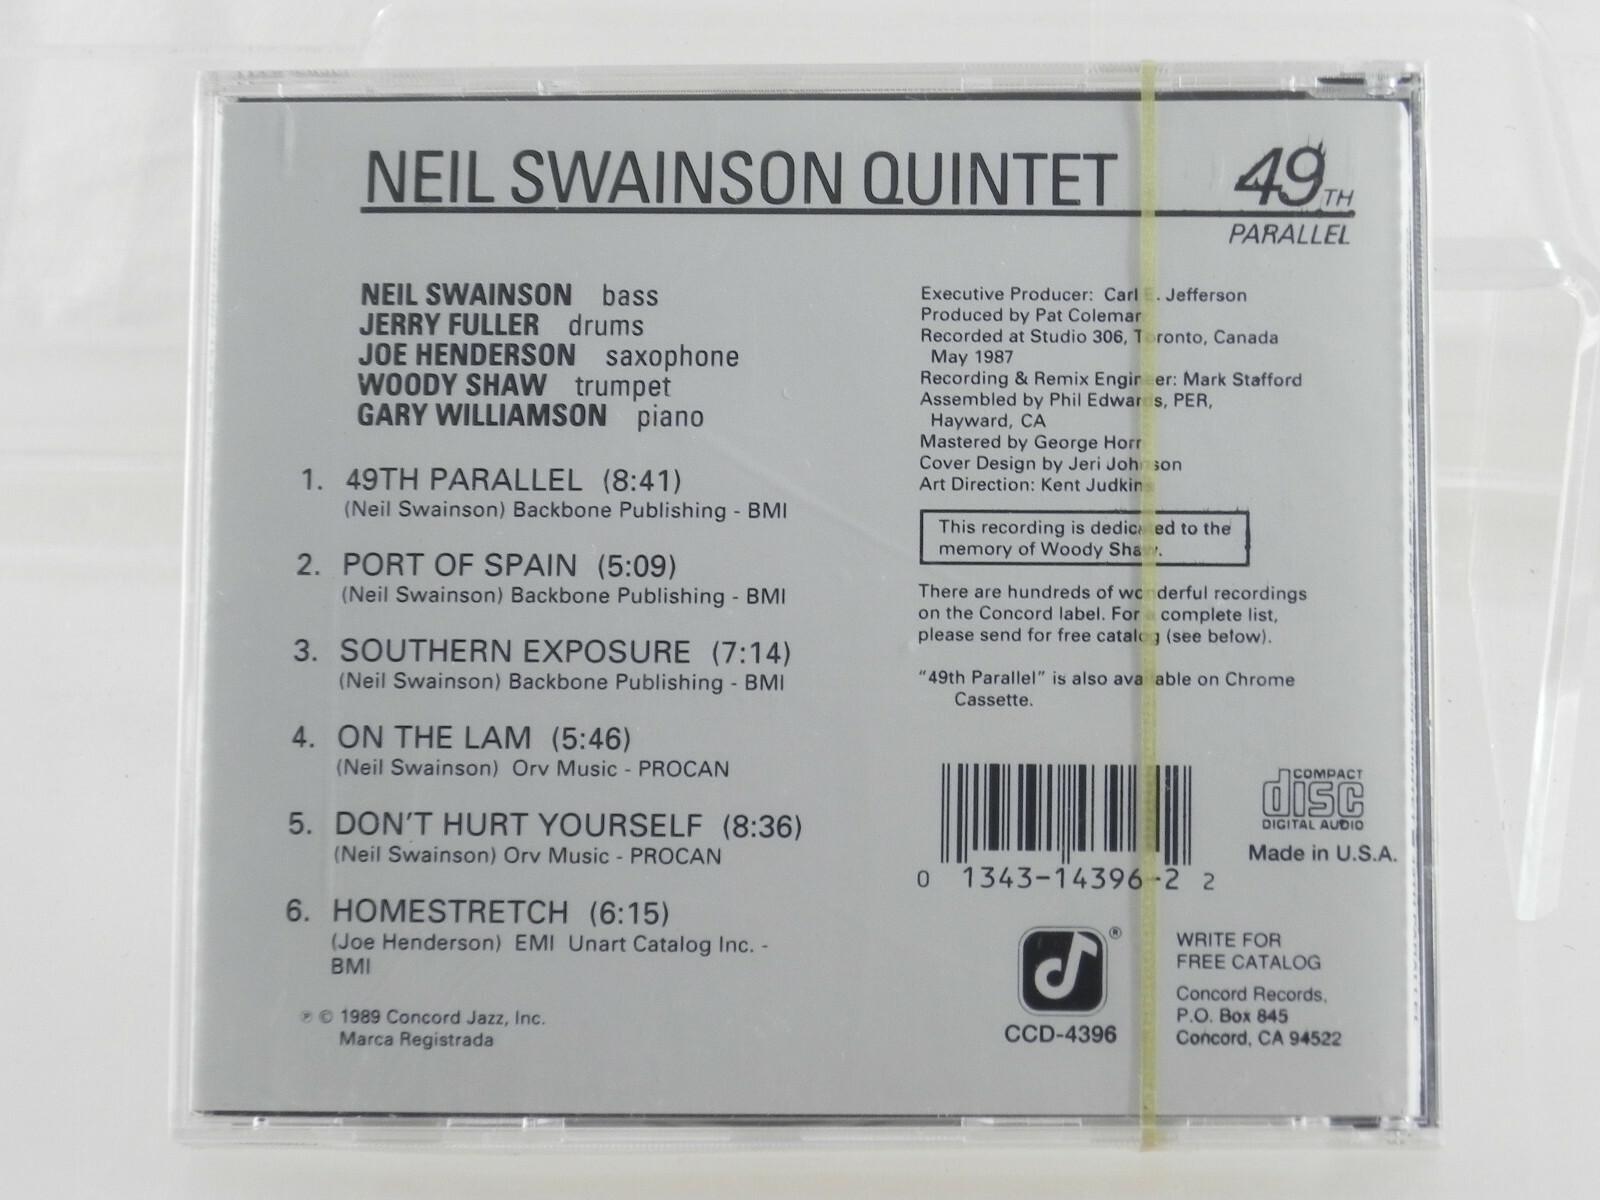 NEIL SWAINSON QUINTET
49TH
PARALLEL
NEIL SWAINSON bass
JERRY FULLER drums
JOE HENDERSON saxophone
WOODY SHAW trumpet
GARY WILLIAMSON piano
1. 49TH PARALLEL (8:41)
(Neil Swainson) Backbone Publishing - BMI
2. PORT OF SPAIN (5:09)
(Neil Swainson) Backbone Publishing - BMI
3. SOUTHERN EXPOSURE (7:14)
(Neil Swainson) Backbone Publishing - BMI
4. ON THE LAM (5:46)
(Neil Swainson) Orv Music - PROCAN
5. DON'T HURT YOURSELF (8:36)
(Neil Swainson) Orv Music - PROCAN
6. HOMESTRETCH (6:15)
(Joe Henderson) EMI Unart Catalog Inc. -
BMI
℗ © 1989 Concord Jazz, Inc.
Marca Registrada
Executive Producer: Carl E. Jefferson
Produced by Pat Coleman
Recorded at Studio 306, Toronto, Canada
May 1987
Recording & Remix Engineer: Mark Stafford
Assembled by Phil Edwards, PER,
Hayward, CA
Mastered by George Horn
Cover Design by Jeri Johnson
Art Direction: Kent Judkins
This recording is dedicated to the
memory of Woody Shaw.
There are hundreds of wonderful recordings
on the Concord label. For a complete list,
please send for free catalog (see below).
"49th Parallel" is also available on Chrome
Cassette.
0 1343-14396-2 2
COMPACT
disc
DIGITAL AUDIO
Made in U.S.A.
®
CCD-4396
WRITE FOR
FREE CATALOG
Concord Records,
P.O. Box 845
Concord, CA 94522